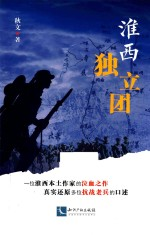 耿文 著
淮西
独立团
一位淮西本土作家的泣血之作
真实还原多位抗战老兵的口述
知识产权出版社